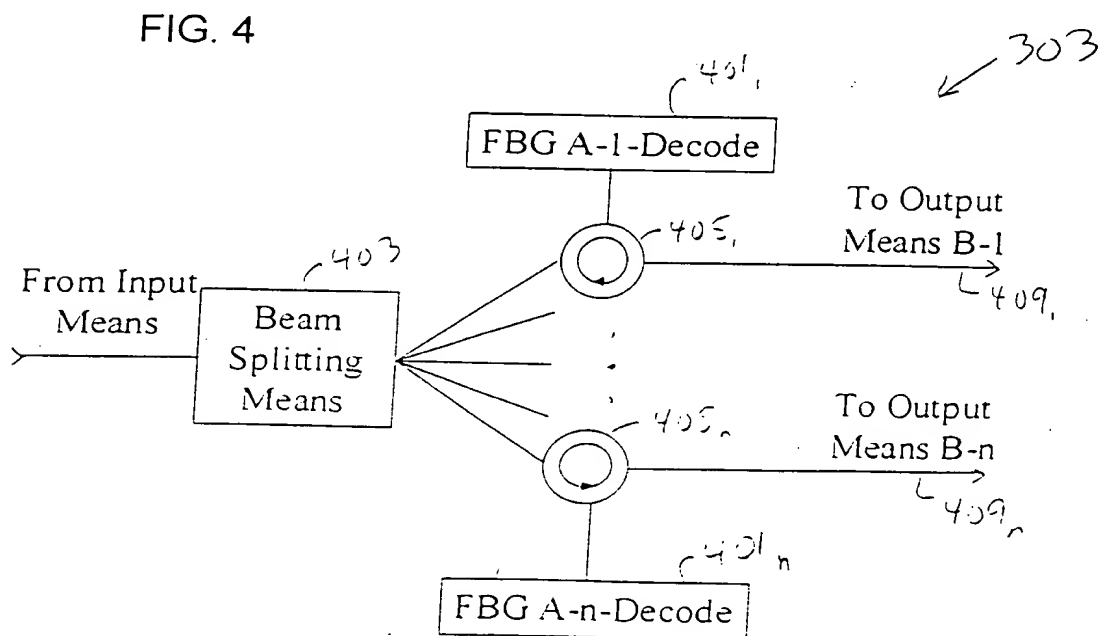 FIG. 4
303
401₁
FBG A-1-Decode
To Output
Means B-1
405₁
409₁
403
From Input
Means
Beam
Splitting
Means
405ₙ
To Output
Means B-n
409ₙ
401ₙ
FBG A-n-Decode